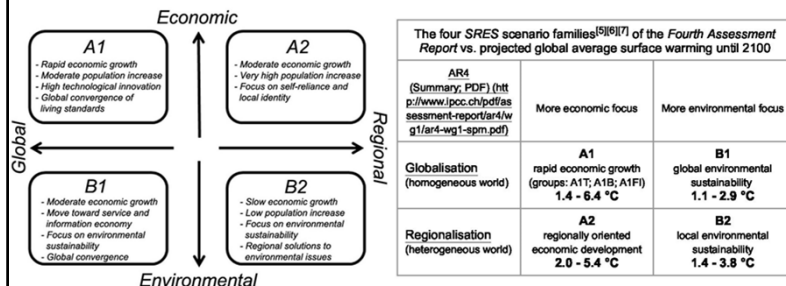 Economic
A1
- Rapid economic growth
- Moderate population increase
- High technological innovation
- Global convergence of
living standards
A2
- Moderate economic growth
- Very high population increase
- Focus on self-reliance and
local identity
Global
Regional
B1
- Moderate economic growth
- Move toward service and
information economy
- Focus on environmental
sustainability
- Global convergence
B2
- Slow economic growth
- Low population increase
- Focus on environmental
sustainability
- Regional solutions to
environmental issues
Environmental
The four SRES scenario families[5][6][7] of the Fourth Assessment
Report vs. projected global average surface warming until 2100
AR4
(Summary; PDF) (htt
p://www.ipcc.ch/pdf/as
sessment-report/ar4/w
g1/ar4-wg1-spm.pdf)
More economic focus
More environmental focus
Globalisation
(homogeneous world)
A1
rapid economic growth
(groups: A1T; A1B; A1FI)
1.4 - 6.4 °C
B1
global environmental
sustainability
1.1 - 2.9 °C
Regionalisation
(heterogeneous world)
A2
regionally oriented
economic development
2.0 - 5.4 °C
B2
local environmental
sustainability
1.4 - 3.8 °C